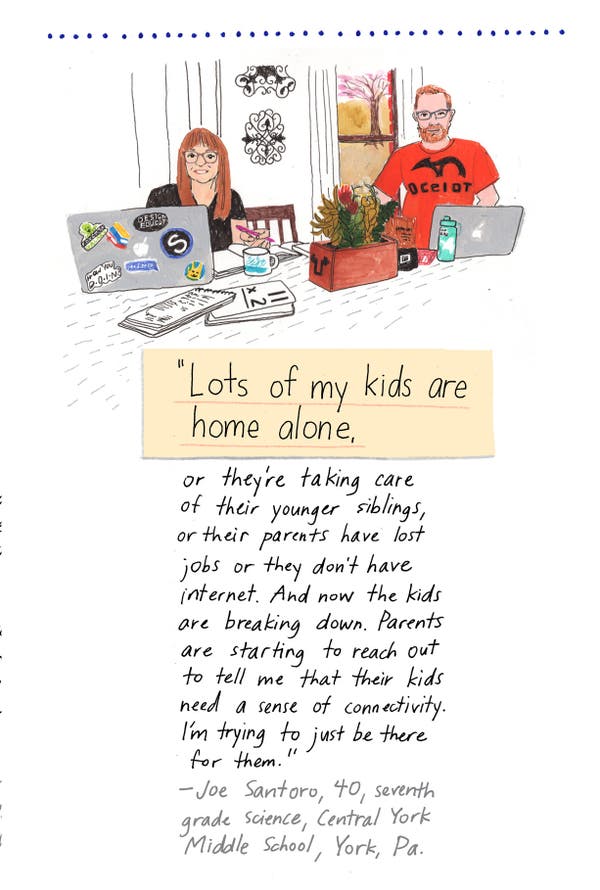 DESIGN
EDUCAT
S
OCELOT
11
x 2
"Lots of my kids are
home alone,
or they're taking care
of their younger siblings,
or their parents have lost
jobs or they don't have
internet. And now the kids
are breaking down. Parents
are starting to reach out
to tell me that their kids
need a sense of connectivity.
I'm trying to just be there
for them."
—Joe Santoro, 40, seventh
grade science, Central York
Middle School, York, Pa.